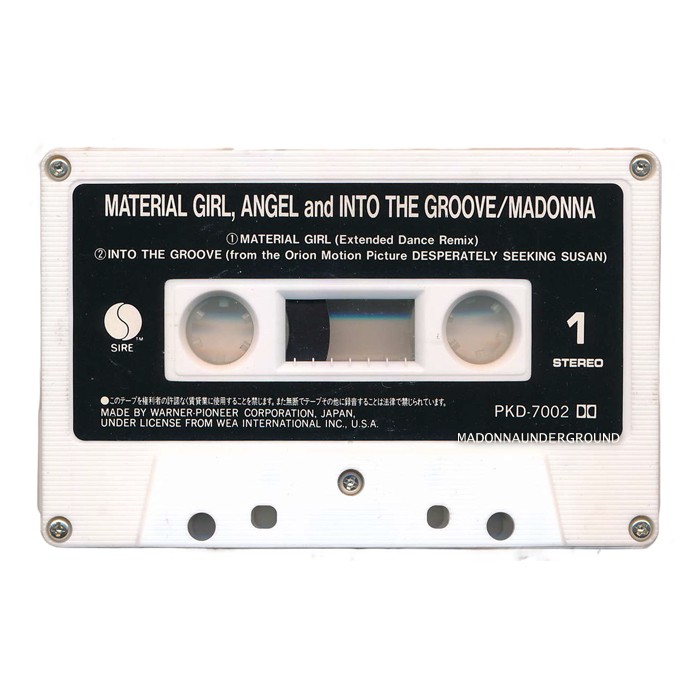 MATERIAL GIRL, ANGEL and INTO THE GROOVE/MADONNA
①MATERIAL GIRL (Extended Dance Remix)
②INTO THE GROOVE (from the Orion Motion Picture DESPERATELY SEEKING SUSAN)
S
SIRE™
1
STEREO
●このテープを権利者の許諾なく賃貸業に使用することを禁じます。また無断でテープその他に録音することは法律で禁じられています。
MADE BY WARNER-PIONEER CORPORATION, JAPAN,
UNDER LICENSE FROM WEA INTERNATIONAL INC., U.S.A.
PKD-7002
MADONNAUNDERGROUND